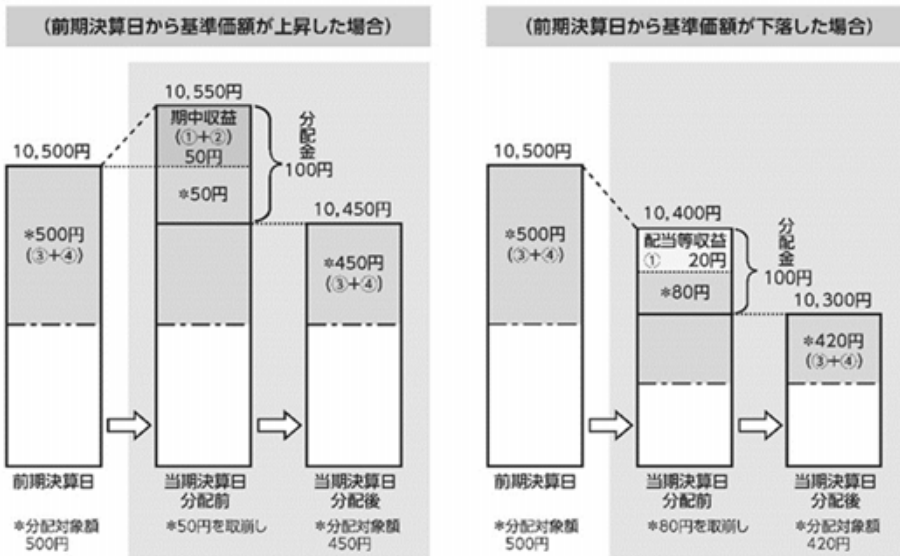 (前期決算日から基準価額が上昇した場合)
10,500円
＊500円
(③+④)
前期決算日
＊分配対象額
500円
10,550円
期中収益
(①+②)
50円
＊50円
分配金
100円
当期決算日
分配前
＊50円を取崩し
10,450円
＊450円
(③+④)
当期決算日
分配後
＊分配対象額
450円
(前期決算日から基準価額が下落した場合)
10,500円
＊500円
(③+④)
前期決算日
＊分配対象額
500円
10,400円
配当等収益
① 20円
＊80円
分配金
100円
当期決算日
分配前
＊80円を取崩し
10,300円
＊420円
(③+④)
当期決算日
分配後
＊分配対象額
420円